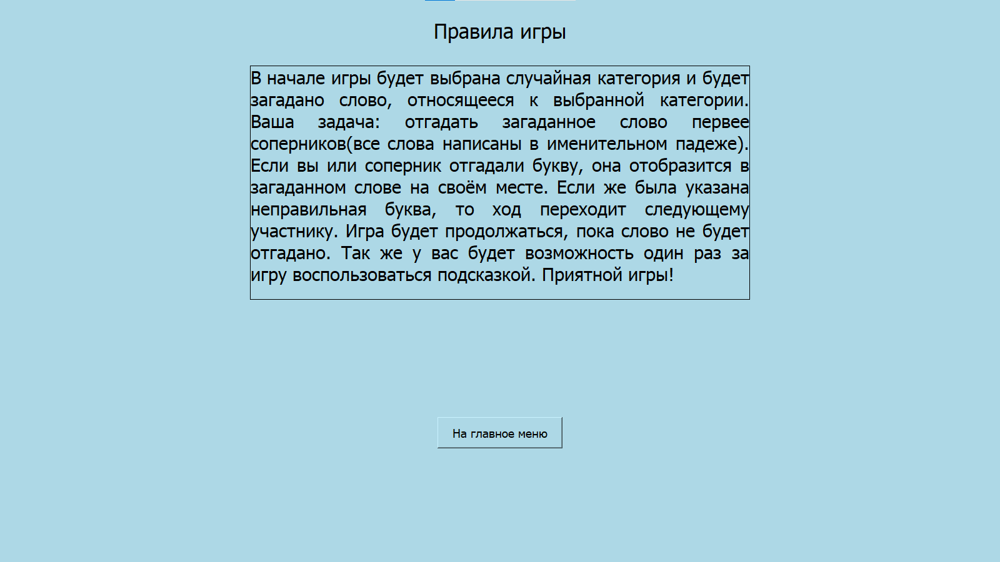 Правила игры
В начале игры будет выбрана случайная категория и будет
загадано слово, относящееся к выбранной категории.
Ваша задача: отгадать загаданное слово первее
соперников(все слова написаны в именительном падеже).
Если вы или соперник отгадали букву, она отобразится в
загаданном слове на своём месте. Если же была указана
неправильная буква, то ход переходит следующему
участнику. Игра будет продолжаться, пока слово не будет
отгадано. Так же у вас будет возможность один раз за
игру воспользоваться подсказкой. Приятной игры!
На главное меню